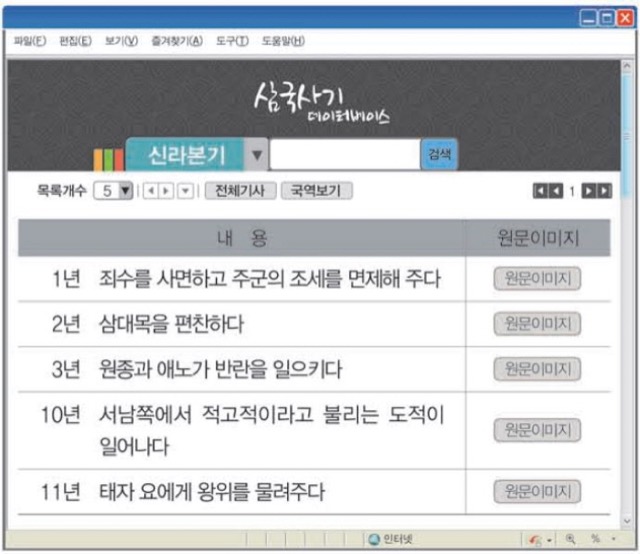 파일(F) 편집(E) 보기(V) 즐겨찾기(A) 도구(T) 도움말(H)
삼국사기
데이터베이스
신라본기 ▼ 검색
목록개수 5 ▼ 전체기사 국역보기 1
내 용 원문이미지
1년 죄수를 사면하고 주군의 조세를 면제해 주다 원문이미지
2년 삼대목을 편찬하다 원문이미지
3년 원종과 애노가 반란을 일으키다 원문이미지
10년 서남쪽에서 적고적이라고 불리는 도적이
일어나다 원문이미지
11년 태자 요에게 왕위를 물려주다 원문이미지
인터넷 %